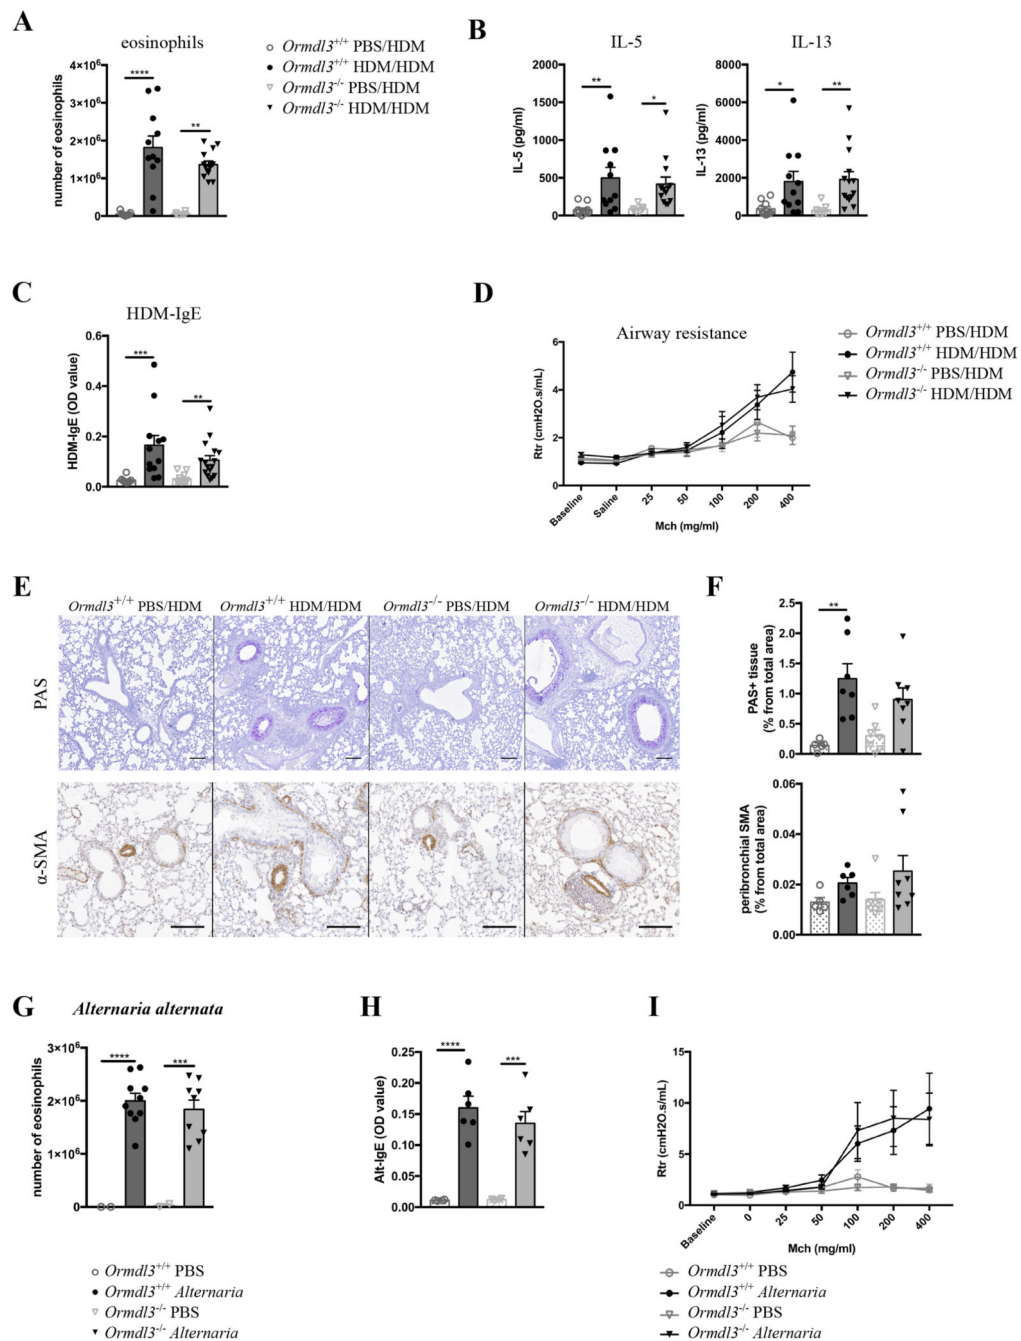 A
eosinophils
number of eosinophils
4×10⁶
3×10⁶
2×10⁶
1×10⁶
0
****
**
Ormdl3+/+ PBS/HDM
Ormdl3+/+ HDM/HDM
Ormdl3-/- PBS/HDM
Ormdl3-/- HDM/HDM
B
IL-5
IL-5 (pg/ml)
2000
1500
1000
500
0
**
*
IL-13
IL-13 (pg/ml)
8000
6000
4000
2000
0
*
**
C
HDM-IgE
HDM-IgE (OD value)
0.6
0.4
0.2
0.0
***
**
D
Airway resistance
Rtr (cmH2O.s/mL)
6
4
2
0
Baseline
Saline
25
50
100
200
400
Mch (mg/ml)
Ormdl3+/+ PBS/HDM
Ormdl3+/+ HDM/HDM
Ormdl3-/- PBS/HDM
Ormdl3-/- HDM/HDM
E
Ormdl3+/+ PBS/HDM
Ormdl3+/+ HDM/HDM
Ormdl3-/- PBS/HDM
Ormdl3-/- HDM/HDM
PAS
α-SMA
F
PAS+ tissue
(% from total area)
2.5
2.0
1.5
1.0
0.5
0.0
**
peribronchial SMA
(% from total area)
0.06
0.04
0.02
0.00
G
Alternaria alternata
number of eosinophils
3×10⁶
2×10⁶
1×10⁶
0
****
***
Ormdl3+/+ PBS
Ormdl3+/+ Alternaria
Ormdl3-/- PBS
Ormdl3-/- Alternaria
H
Alt-IgE (OD value)
0.25
0.20
0.15
0.10
0.05
0.00
****
***
I
Rtr (cmH2O.s/mL)
15
10
5
0
Baseline
0
25
50
100
200
400
Mch (mg/ml)
Ormdl3+/+ PBS
Ormdl3+/+ Alternaria
Ormdl3-/- PBS
Ormdl3-/- Alternaria